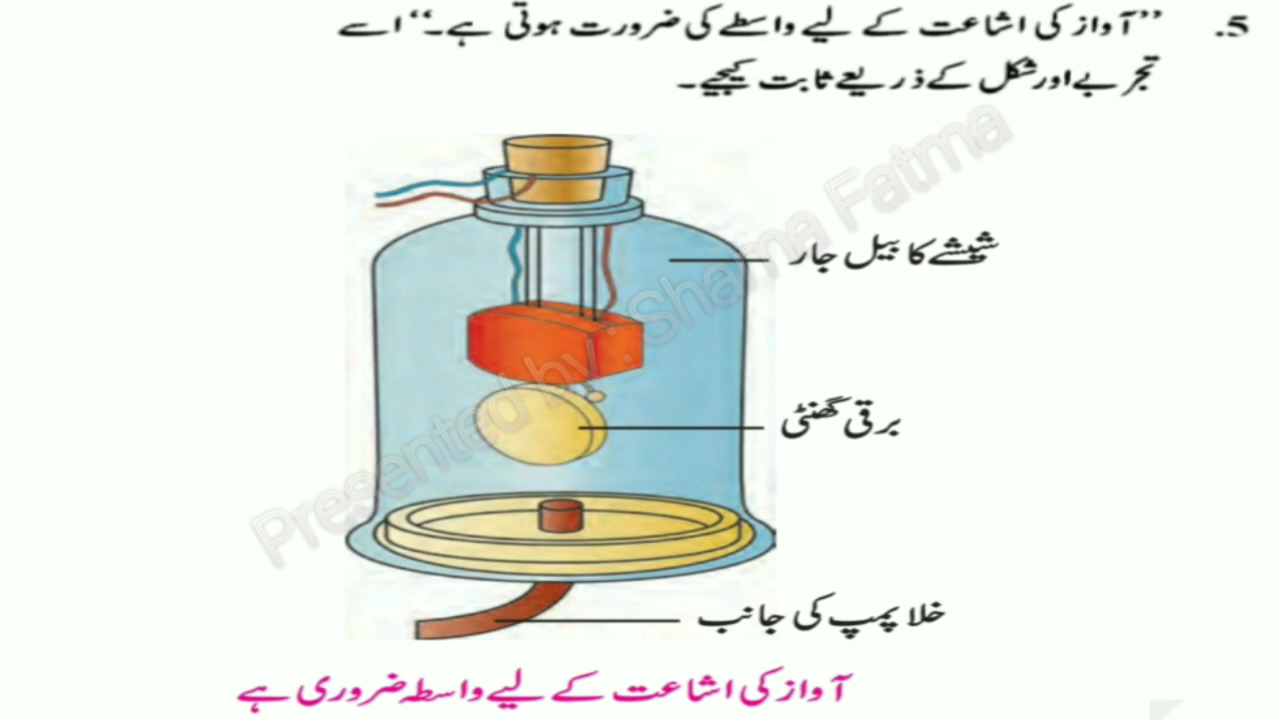 5. ”آواز کی اشاعت کے لیے واسطے کی ضرورت ہوتی ہے۔“ اسے
تجربے اور شکل کے ذریعے ثابت کیجیے۔
شیشے کا بیل جار
برقی گھنٹی
خلا پمپ کی جانب
آواز کی اشاعت کے لیے واسطہ ضروری ہے
Presented by : Shama Fatma